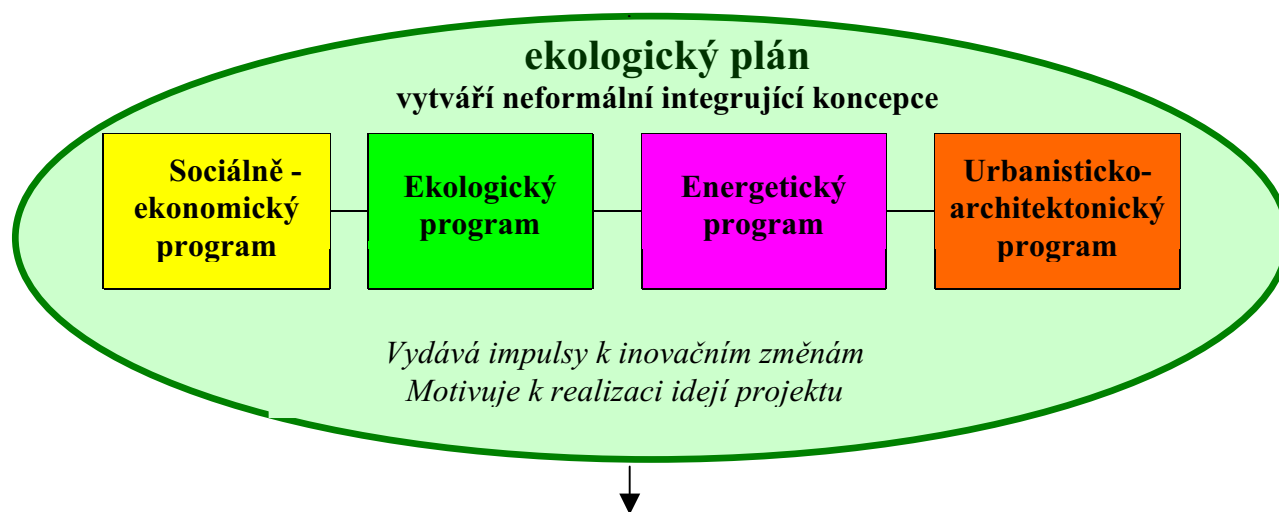 ekologický plán
vytváří neformální integrující koncepce
Sociálně -
ekonomický
program
Ekologický
program
Energetický
program
Urbanisticko-
architektonický
program
Vydává impulsy k inovačním změnám
Motivuje k realizaci idejí projektu